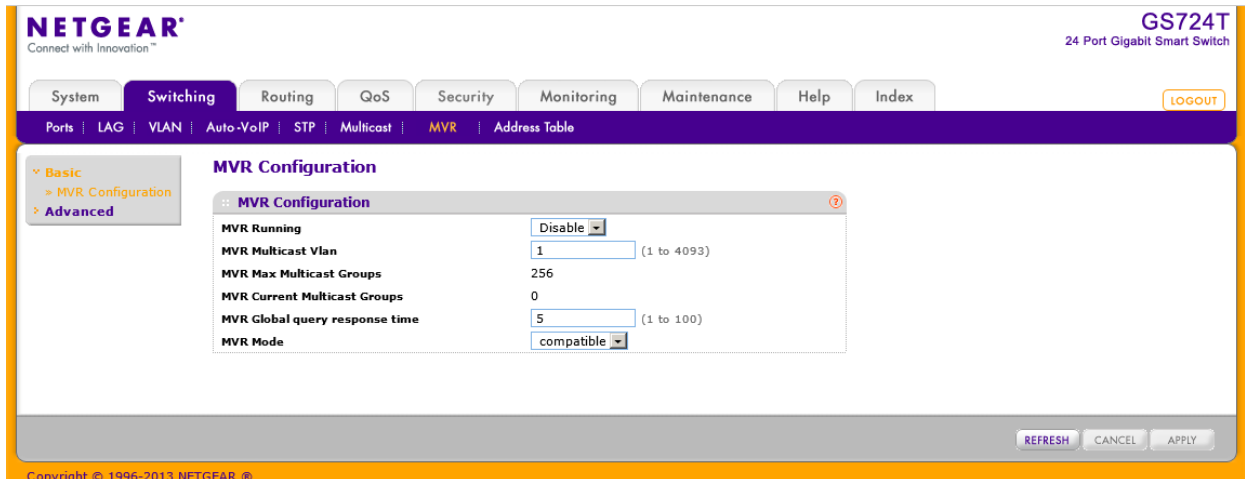 NETGEAR®
Connect with Innovation™
GS724T
24 Port Gigabit Smart Switch
System Switching Routing QoS Security Monitoring Maintenance Help Index
LOGOUT
Ports LAG VLAN Auto-VoIP STP Multicast MVR Address Table
Basic
» MVR Configuration
Advanced
MVR Configuration
MVR Configuration
MVR Running Disable
MVR Multicast Vlan 1 (1 to 4093)
MVR Max Multicast Groups 256
MVR Current Multicast Groups 0
MVR Global query response time 5 (1 to 100)
MVR Mode compatible
REFRESH CANCEL APPLY
Copyright © 1996-2013 NETGEAR ®